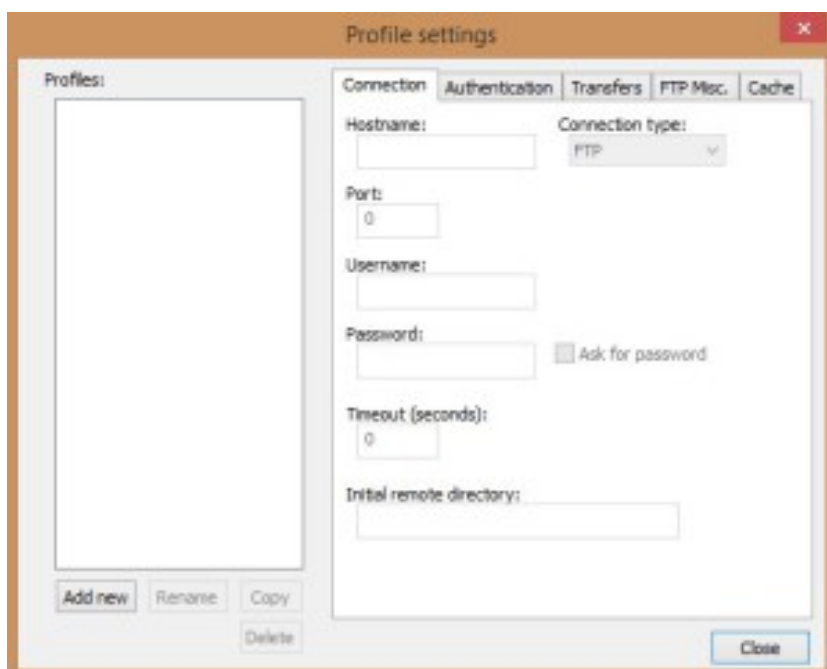 Profile settings
Profiles:
Connection Authentication Transfers FTP Misc. Cache
Hostname:
Connection type:
FTP
Port:
0
Username:
Password:
Ask for password
Timeout (seconds):
0
Initial remote directory:
Add new Rename Copy
Delete
Close